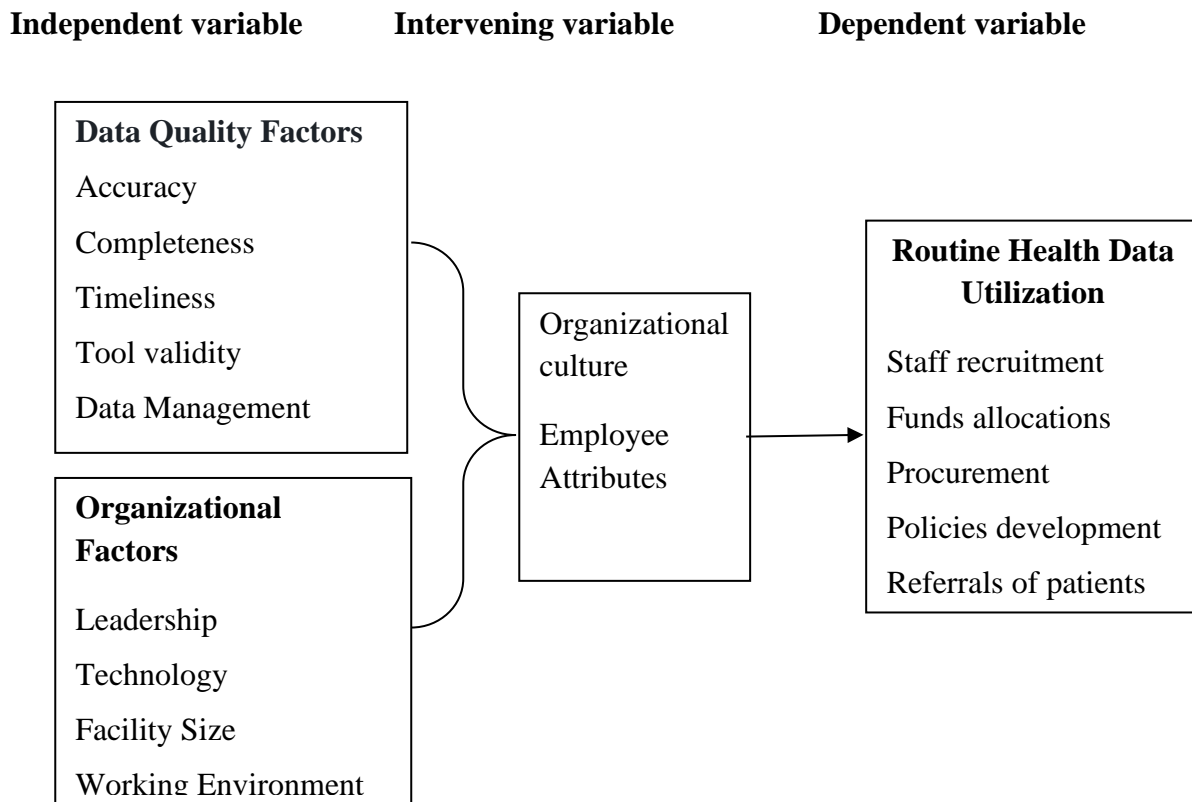 Independent variable Intervening variable Dependent variable
Data Quality Factors
Accuracy
Completeness
Timeliness
Tool validity
Data Management
Organizational
Factors
Leadership
Technology
Facility Size
Working Environment
Organizational
culture
Employee
Attributes
Routine Health Data
Utilization
Staff recruitment
Funds allocations
Procurement
Policies development
Referrals of patients